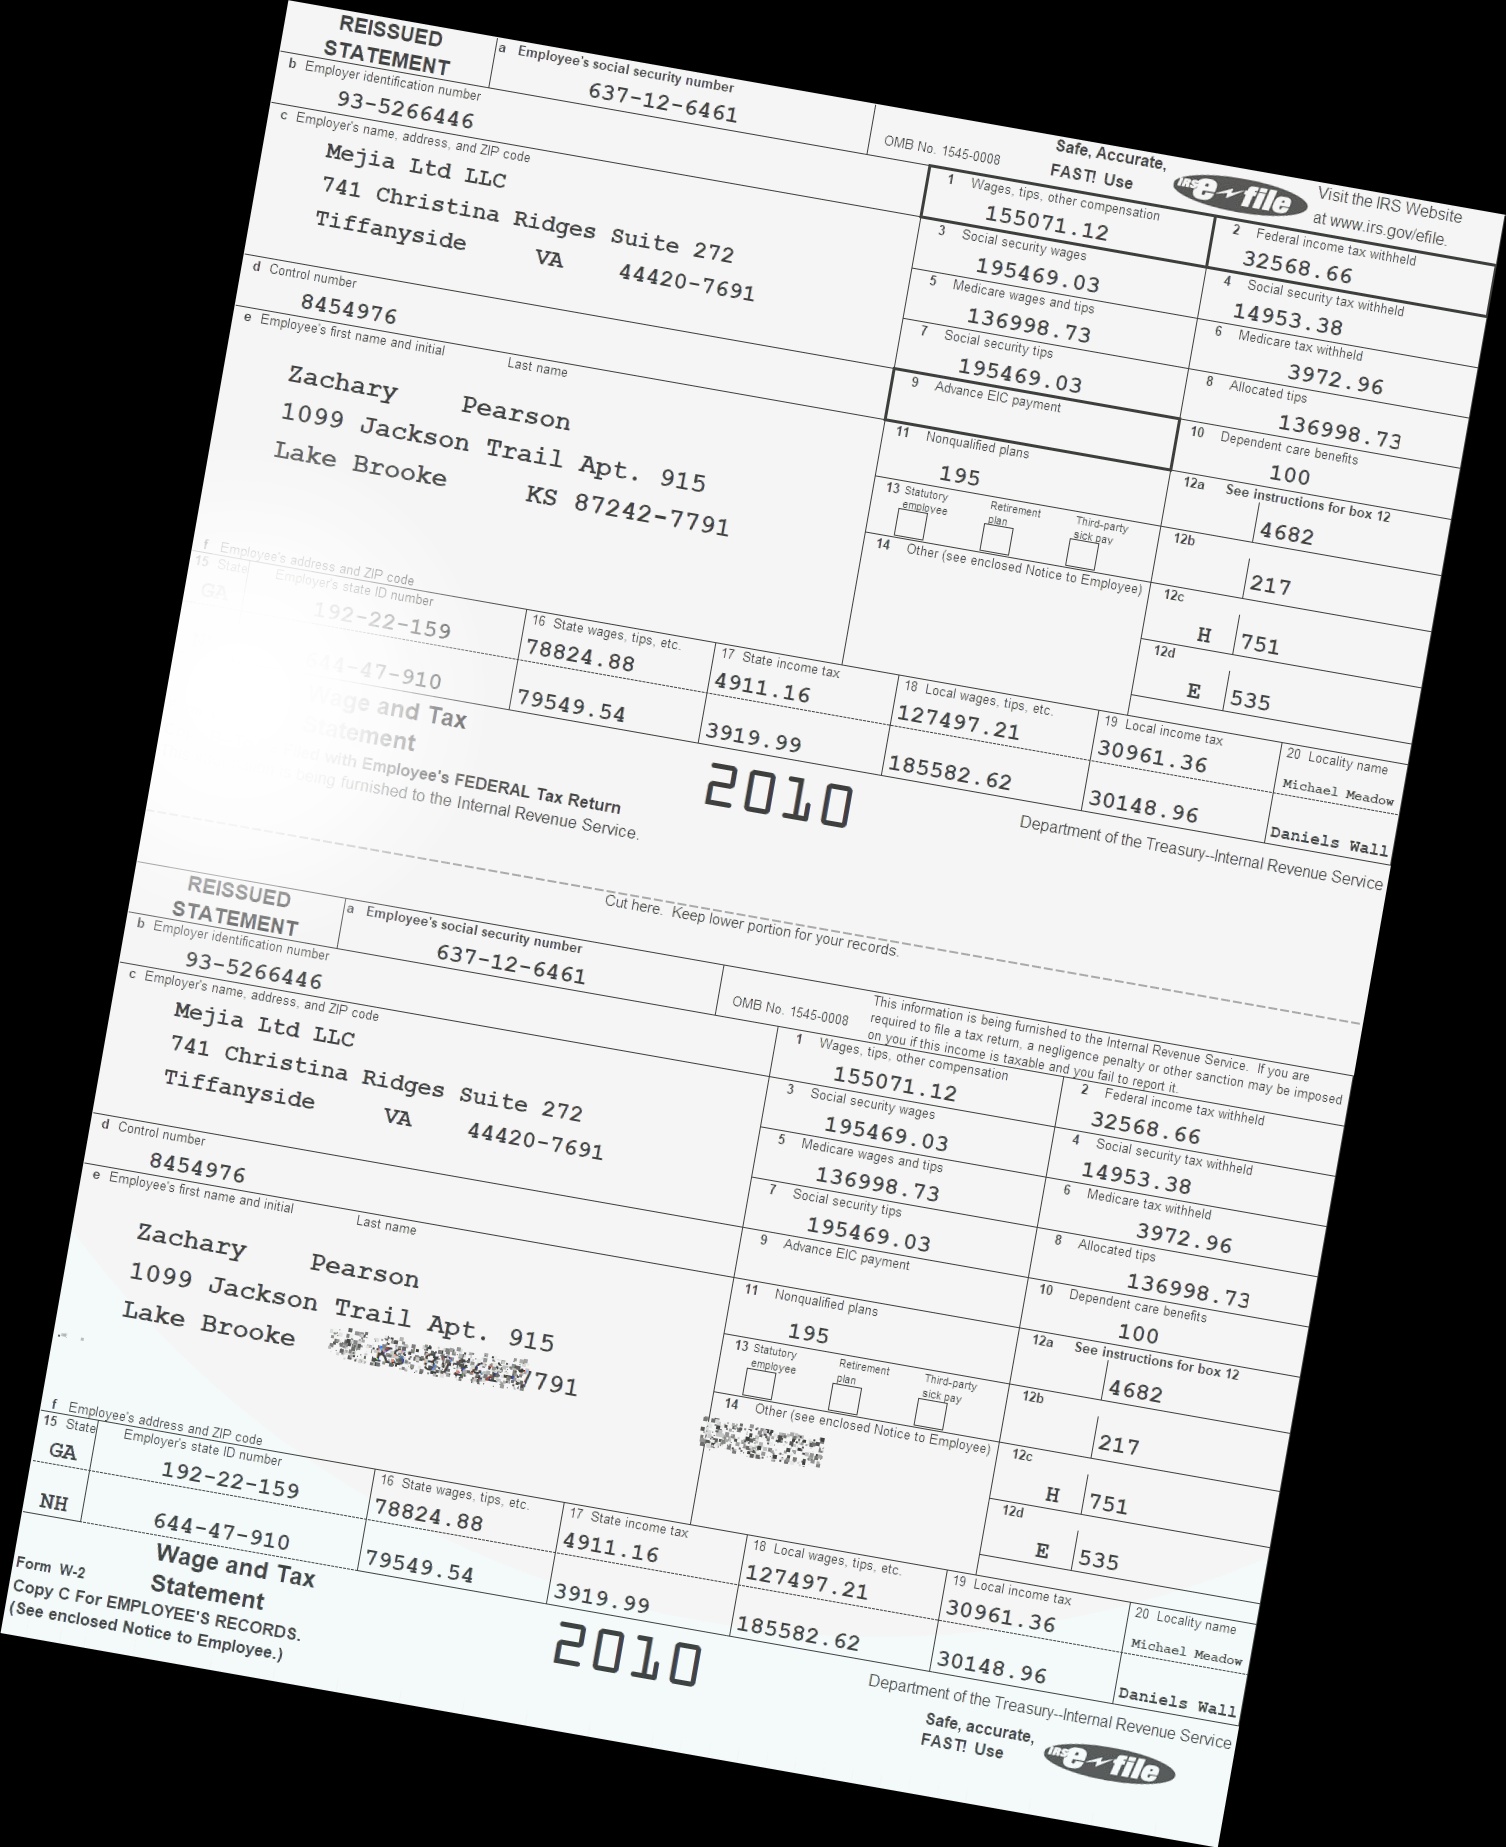 REISSUED
STATEMENT
a Employee's social security number
637-12-6461
OMB No. 1545-0008
Safe, Accurate,
FAST! Use
IRS e-file
Visit the IRS Website
at www.irs.gov/efile.
b Employer identification number
93-5266446
c Employer's name, address, and ZIP code
Mejia Ltd LLC
741 Christina Ridges Suite 272
Tiffanyside VA 44420-7691
1 Wages, tips, other compensation
155071.12
2 Federal income tax withheld
32568.66
3 Social security wages
195469.03
4 Social security tax withheld
14953.38
5 Medicare wages and tips
136998.73
6 Medicare tax withheld
3972.96
d Control number
8454976
7 Social security tips
195469.03
8 Allocated tips
136998.73
e Employee's first name and initial Last name
Zachary Pearson
1099 Jackson Trail Apt. 915
Lake Brooke KS 87242-7791
9 Advance EIC payment
10 Dependent care benefits
100
11 Nonqualified plans
195
12a See instructions for box 12
4682
13 Statutory employee Retirement plan Third-party sick pay
12b
217
14 Other (see enclosed Notice to Employee)
12c
H 751
12d
E 535
f Employee's address and ZIP code
15 State Employer's state ID number
GA 192-22-159
44-47-910
16 State wages, tips, etc.
78824.88
79549.54
17 State income tax
4911.16
3919.99
18 Local wages, tips, etc.
127497.21
185582.62
19 Local income tax
30961.36
30148.96
20 Locality name
Michael Meadow
Daniels Wall
Wage and Tax
Statement
with Employee's FEDERAL Tax Return
being furnished to the Internal Revenue Service.
2010
Department of the Treasury--Internal Revenue Service
Cut here. Keep lower portion for your records.
REISSUED
STATEMENT
a Employee's social security number
637-12-6461
OMB No. 1545-0008
This information is being furnished to the Internal Revenue Service. If you are
required to file a tax return, a negligence penalty or other sanction may be imposed
on you if this income is taxable and you fail to report it.
b Employer identification number
93-5266446
c Employer's name, address, and ZIP code
Mejia Ltd LLC
741 Christina Ridges Suite 272
Tiffanyside VA 44420-7691
1 Wages, tips, other compensation
155071.12
2 Federal income tax withheld
32568.66
3 Social security wages
195469.03
4 Social security tax withheld
14953.38
5 Medicare wages and tips
136998.73
6 Medicare tax withheld
3972.96
d Control number
8454976
7 Social security tips
195469.03
8 Allocated tips
136998.73
e Employee's first name and initial Last name
Zachary Pearson
1099 Jackson Trail Apt. 915
Lake Brooke 7791
9 Advance EIC payment
10 Dependent care benefits
100
11 Nonqualified plans
195
12a See instructions for box 12
4682
13 Statutory employee Retirement plan Third-party sick pay
12b
217
14 Other (see enclosed Notice to Employee)
12c
H 751
12d
E 535
f Employee's address and ZIP code
15 State Employer's state ID number
GA 192-22-159
NH 644-47-910
16 State wages, tips, etc.
78824.88
79549.54
17 State income tax
4911.16
3919.99
18 Local wages, tips, etc.
127497.21
185582.62
19 Local income tax
30961.36
30148.96
20 Locality name
Michael Meadow
Daniels Wall
Form W-2
Wage and Tax
Statement
Copy C For EMPLOYEE'S RECORDS.
(See enclosed Notice to Employee.)
2010
Department of the Treasury--Internal Revenue Service
Safe, accurate,
FAST! Use
IRS e-file